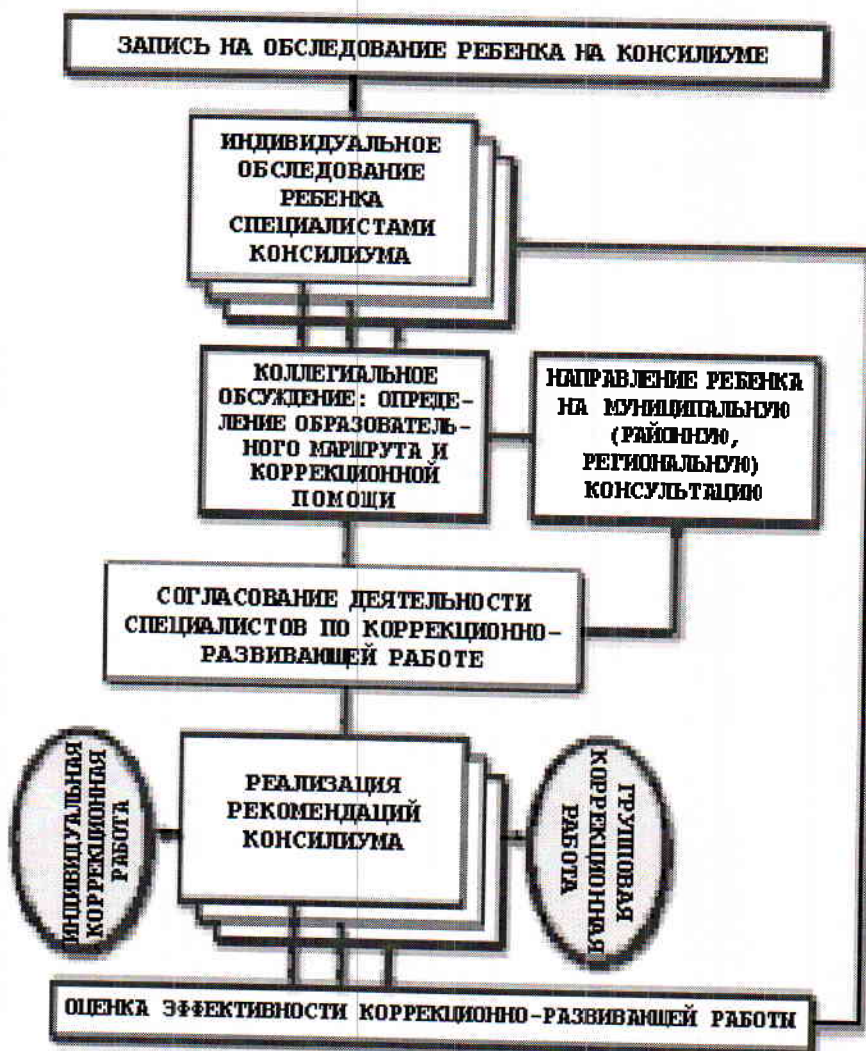 ЗАПИСЬ НА ОБСЛЕДОВАНИЕ РЕБЕНКА НА КОНСИЛИУМЕ
ИНДИВИДУАЛЬНОЕ
ОБСЛЕДОВАНИЕ
РЕБЕНКА
СПЕЦИАЛИСТАМИ
КОНСИЛИУМА
КОЛЛЕГИАЛЬНОЕ
ОБСУЖДЕНИЕ: ОПРЕДЕ-
ЛЕНИЕ ОБРАЗОВАТЕЛЬ-
НОГО МАРШРУТА И
КОРРЕКЦИОННОЙ
ПОМОЩИ
НАПРАВЛЕНИЕ РЕБЕНКА
НА МУНИЦИПАЛЬНУЮ
(РАЙОННУЮ,
РЕГИОНАЛЬНУЮ)
КОНСУЛЬТАЦИЮ
СОГЛАСОВАНИЕ ДЕЯТЕЛЬНОСТИ
СПЕЦИАЛИСТОВ ПО КОРРЕКЦИОННО-
РАЗВИВАЮЩЕЙ РАБОТЕ
ИНДИВИДУАЛЬНАЯ
КОРРЕКЦИОННАЯ
РАБОТА
РЕАЛИЗАЦИЯ
РЕКОМЕНДАЦИЙ
КОНСИЛИУМА
ГРУППОВАЯ
КОРРЕКЦИОННАЯ
РАБОТА
ОЦЕНКА ЭФФЕКТИВНОСТИ КОРРЕКЦИОННО-РАЗВИВАЮЩЕЙ РАБОТЫ